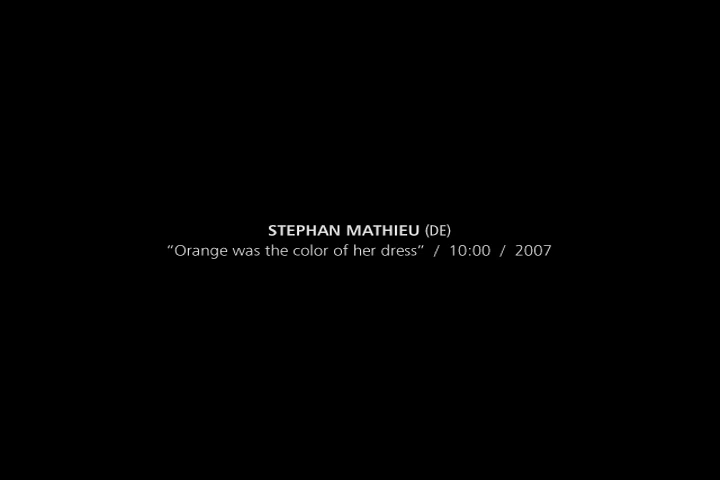 STEPHAN MATHIEU (DE)
“Orange was the color of her dress” / 10:00 / 2007